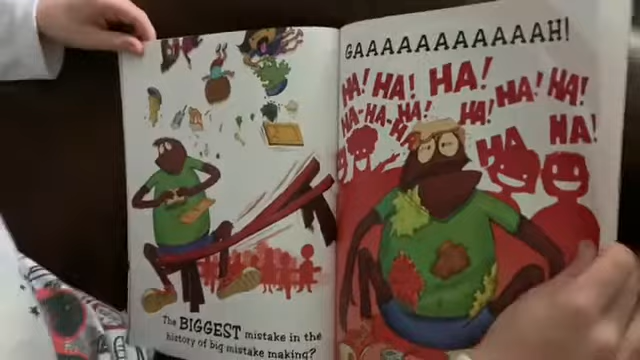 The BIGGEST mistake in the
history of big mistake making?
GAAAAAAAAAAAH!
HA! HA! HA!
HA-HA-HA! HA! HA! HA!
HA HA HA!